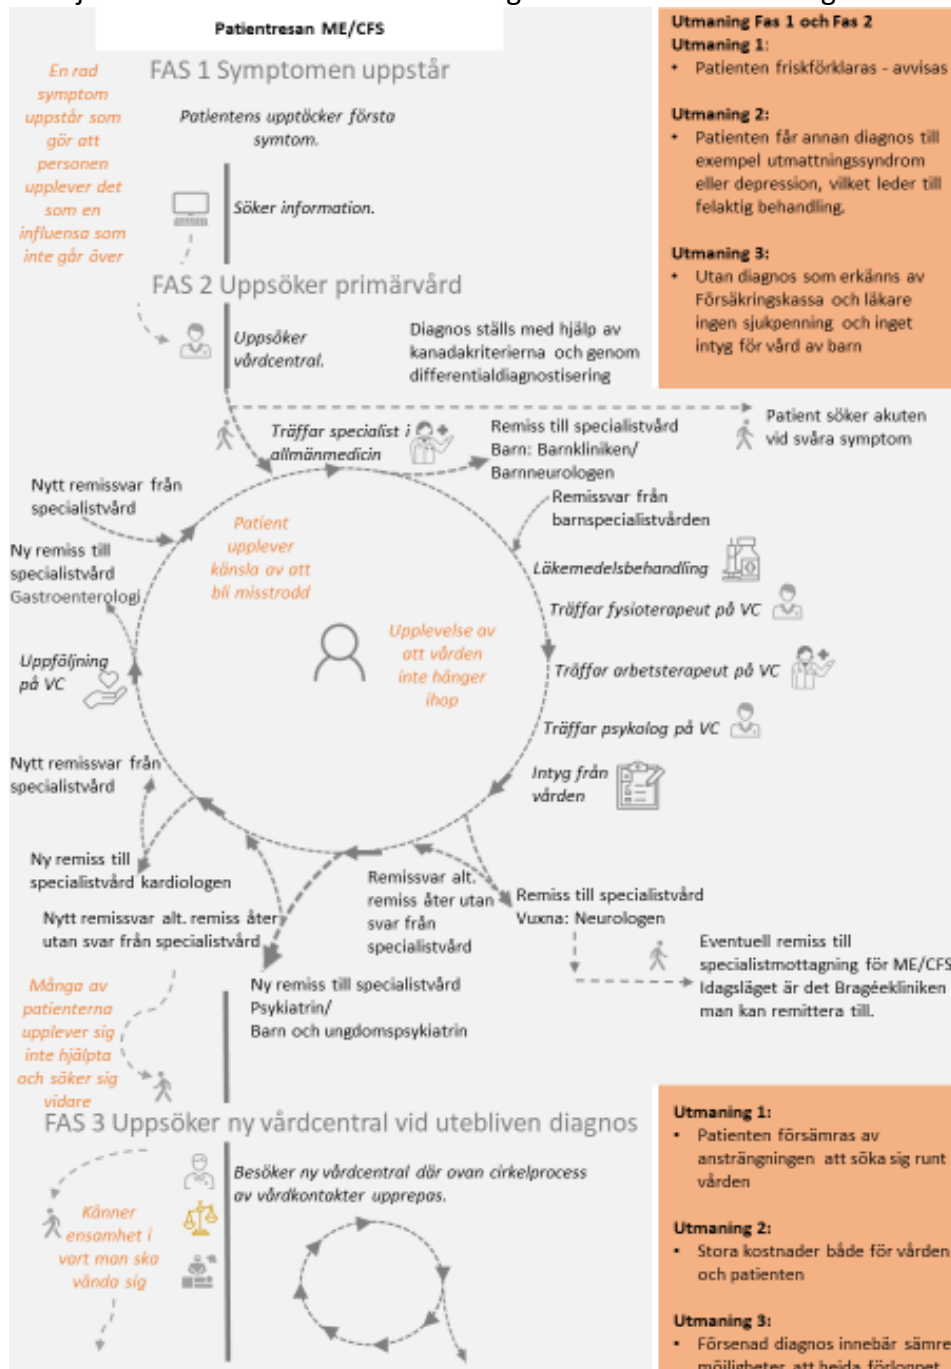 Patientresan ME/CFS
FAS 1 Symptomen uppstår
En rad
symptom
uppstår som
gör att
personen
upplever det
som en
influensa som
inte går över
Patientens upptäcker första
symtom.
Söker information.
Utmaning Fas 1 och Fas 2
Utmaning 1:
• Patienten friskförklaras - avvisas
Utmaning 2:
• Patienten får annan diagnos till
exempel utmattningssyndrom
eller depression, vilket leder till
felaktig behandling.
Utmaning 3:
• Utan diagnos som erkänns av
Försäkringskassa och läkare
ingen sjukpenning och inget
intyg för vård av barn
FAS 2 Uppsöker primärvård
Uppsöker
vårdcentral.
Diagnos ställs med hjälp av
kanadakriterierna och genom
differentialdiagnostisering
Patient söker akuten
vid svåra symptom
Träffar specialist i
allmänmedicin
Remiss till specialistvård
Barn: Barnkliniken/
Barnneurologen
Remissvar från
barnspecialistvården
Läkemedelsbehandling
Träffar fysioterapeut på VC
Träffar arbetsterapeut på VC
Träffar psykolog på VC
Intyg från
vården
Nytt remissvar från
specialistvård
Ny remiss till
specialistvård
Gastroenterologi
Uppföljning
på VC
Patient
upplever
känsla av att
bli misstrodd
Upplevelse av
att vården
inte hänger
ihop
Nytt remissvar från
specialistvård
Ny remiss till
specialistvård kardiologen
Nytt remissvar alt. remiss åter
utan svar från specialistvård
Remissvar alt.
remiss åter utan
svar från
specialistvård
Remiss till specialistvård
Vuxna: Neurologen
Eventuell remiss till
specialistmottagning för ME/CFS
Idagsläget är det Bragéekliniken
man kan remittera till.
Ny remiss till specialistvård
Psykiatrin/
Barn och ungdomspsykiatrin
Många av
patienterna
upplever sig
inte hjälpta
och söker sig
vidare
FAS 3 Uppsöker ny vårdcentral vid utebliven diagnos
Besöker ny vårdcentral där ovan cirkelprocess
av vårdkontakter upprepas.
Känner
ensamhet i
vart man ska
vända sig
Utmaning 1:
• Patienten försämras av
ansträngningen att söka sig runt
vården
Utmaning 2:
• Stora kostnader både för vården
och patienten
Utmaning 3:
• Försenad diagnos innebär sämre
möjligheter att hejda förloppet